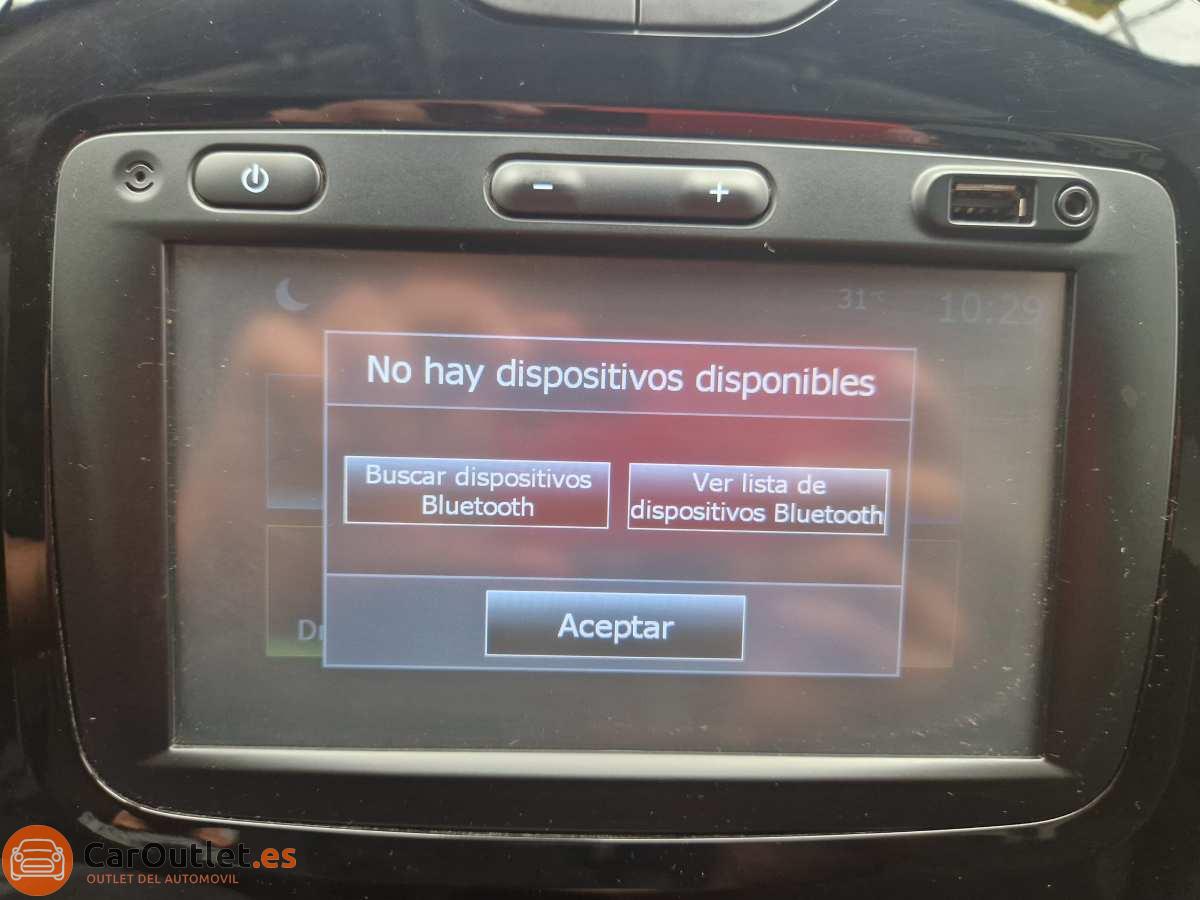 31°C 10:29
No hay dispositivos disponibles
Buscar dispositivos
Bluetooth
Ver lista de
dispositivos Bluetooth
Aceptar
CarOutlet.es
OUTLET DEL AUTOMOVIL